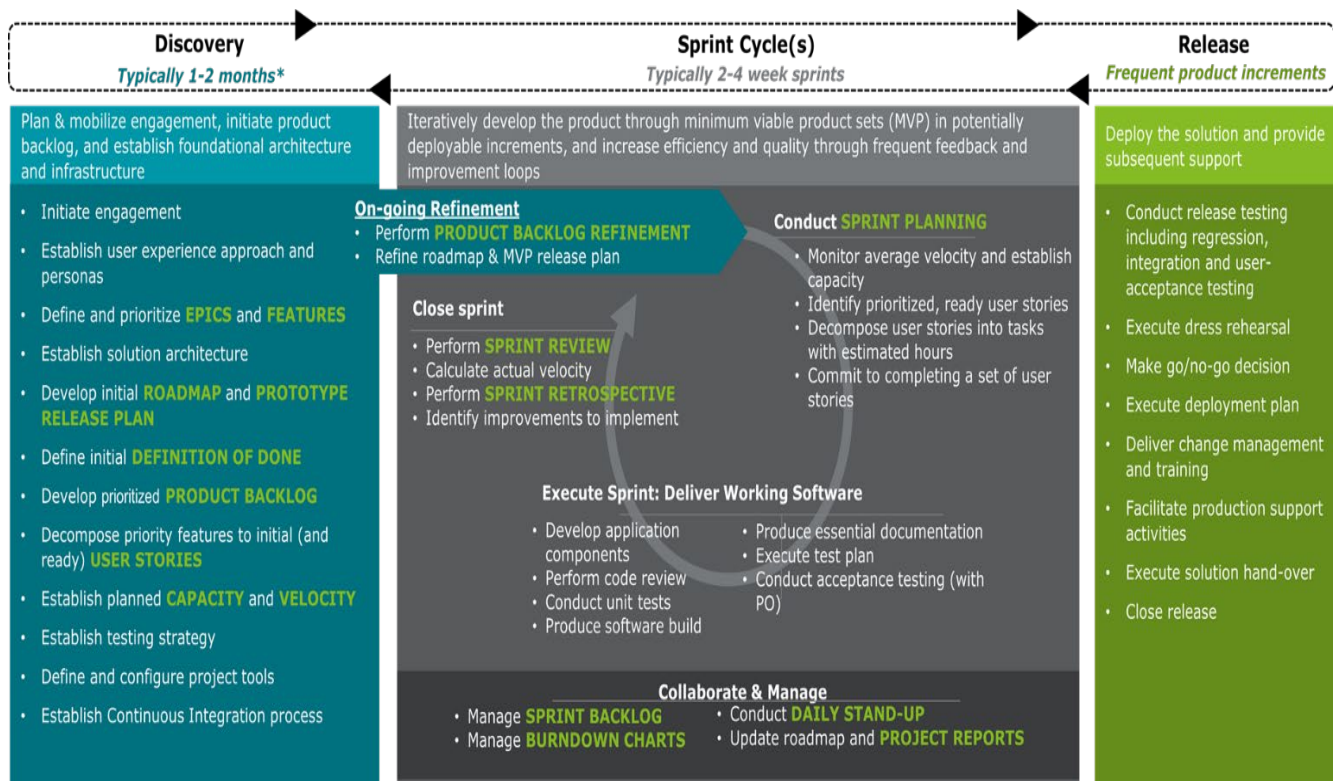 Discovery
Typically 1-2 months*
Sprint Cycle(s)
Typically 2-4 week sprints
Release
Frequent product increments
Plan & mobilize engagement, initiate product
backlog, and establish foundational architecture
and infrastructure
• Initiate engagement
• Establish user experience approach and
personas
• Define and prioritize EPICS and FEATURES
• Establish solution architecture
• Develop initial ROADMAP and PROTOTYPE
RELEASE PLAN
• Define initial DEFINITION OF DONE
• Develop prioritized PRODUCT BACKLOG
• Decompose priority features to initial (and
ready) USER STORIES
• Establish planned CAPACITY and VELOCITY
• Establish testing strategy
• Define and configure project tools
• Establish Continuous Integration process
Iteratively develop the product through minimum viable product sets (MVP) in potentially
deployable increments, and increase efficiency and quality through frequent feedback and
improvement loops
On-going Refinement
• Perform PRODUCT BACKLOG REFINEMENT
• Refine roadmap & MVP release plan
Conduct SPRINT PLANNING
• Monitor average velocity and establish
capacity
• Identify prioritized, ready user stories
• Decompose user stories into tasks
with estimated hours
• Commit to completing a set of user
stories
Close sprint
• Perform SPRINT REVIEW
• Calculate actual velocity
• Perform SPRINT RETROSPECTIVE
• Identify improvements to implement
Execute Sprint: Deliver Working Software
• Develop application
components
• Perform code review
• Conduct unit tests
• Produce software build
• Produce essential documentation
• Execute test plan
• Conduct acceptance testing (with
PO)
Collaborate & Manage
• Manage SPRINT BACKLOG
• Manage BURNDOWN CHARTS
• Conduct DAILY STAND-UP
• Update roadmap and PROJECT REPORTS
Deploy the solution and provide
subsequent support
• Conduct release testing
including regression,
integration and user-
acceptance testing
• Execute dress rehearsal
• Make go/no-go decision
• Execute deployment plan
• Deliver change management
and training
• Facilitate production support
activities
• Execute solution hand-over
• Close release